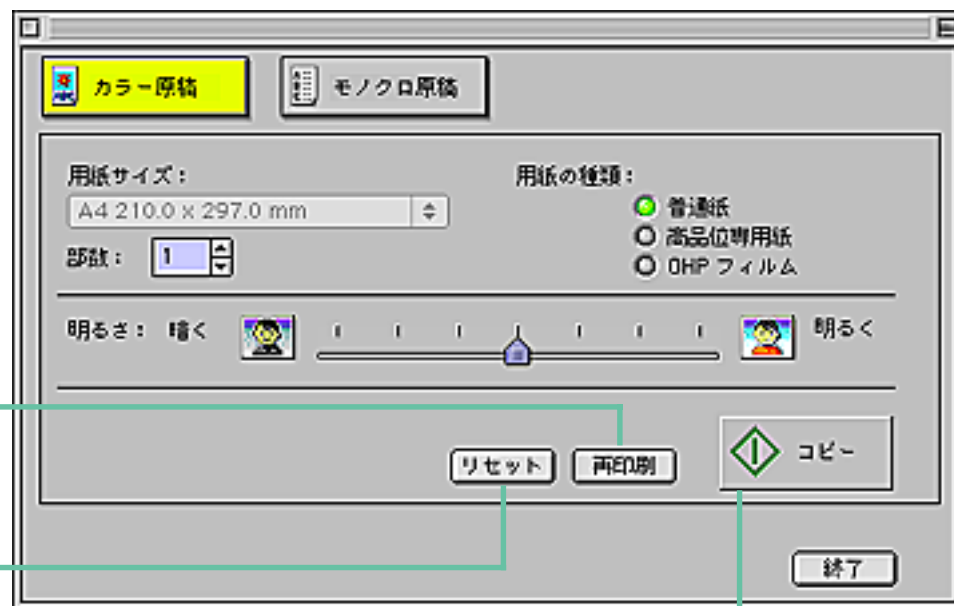 カラー原稿 モノクロ原稿
用紙サイズ： 用紙の種類：
A4 210.0 x 297.0 mm 普通紙
高品位専用紙
部数： 1
OHP フィルム
明るさ： 暗く 明るく
コピー
リセット 再印刷
終了